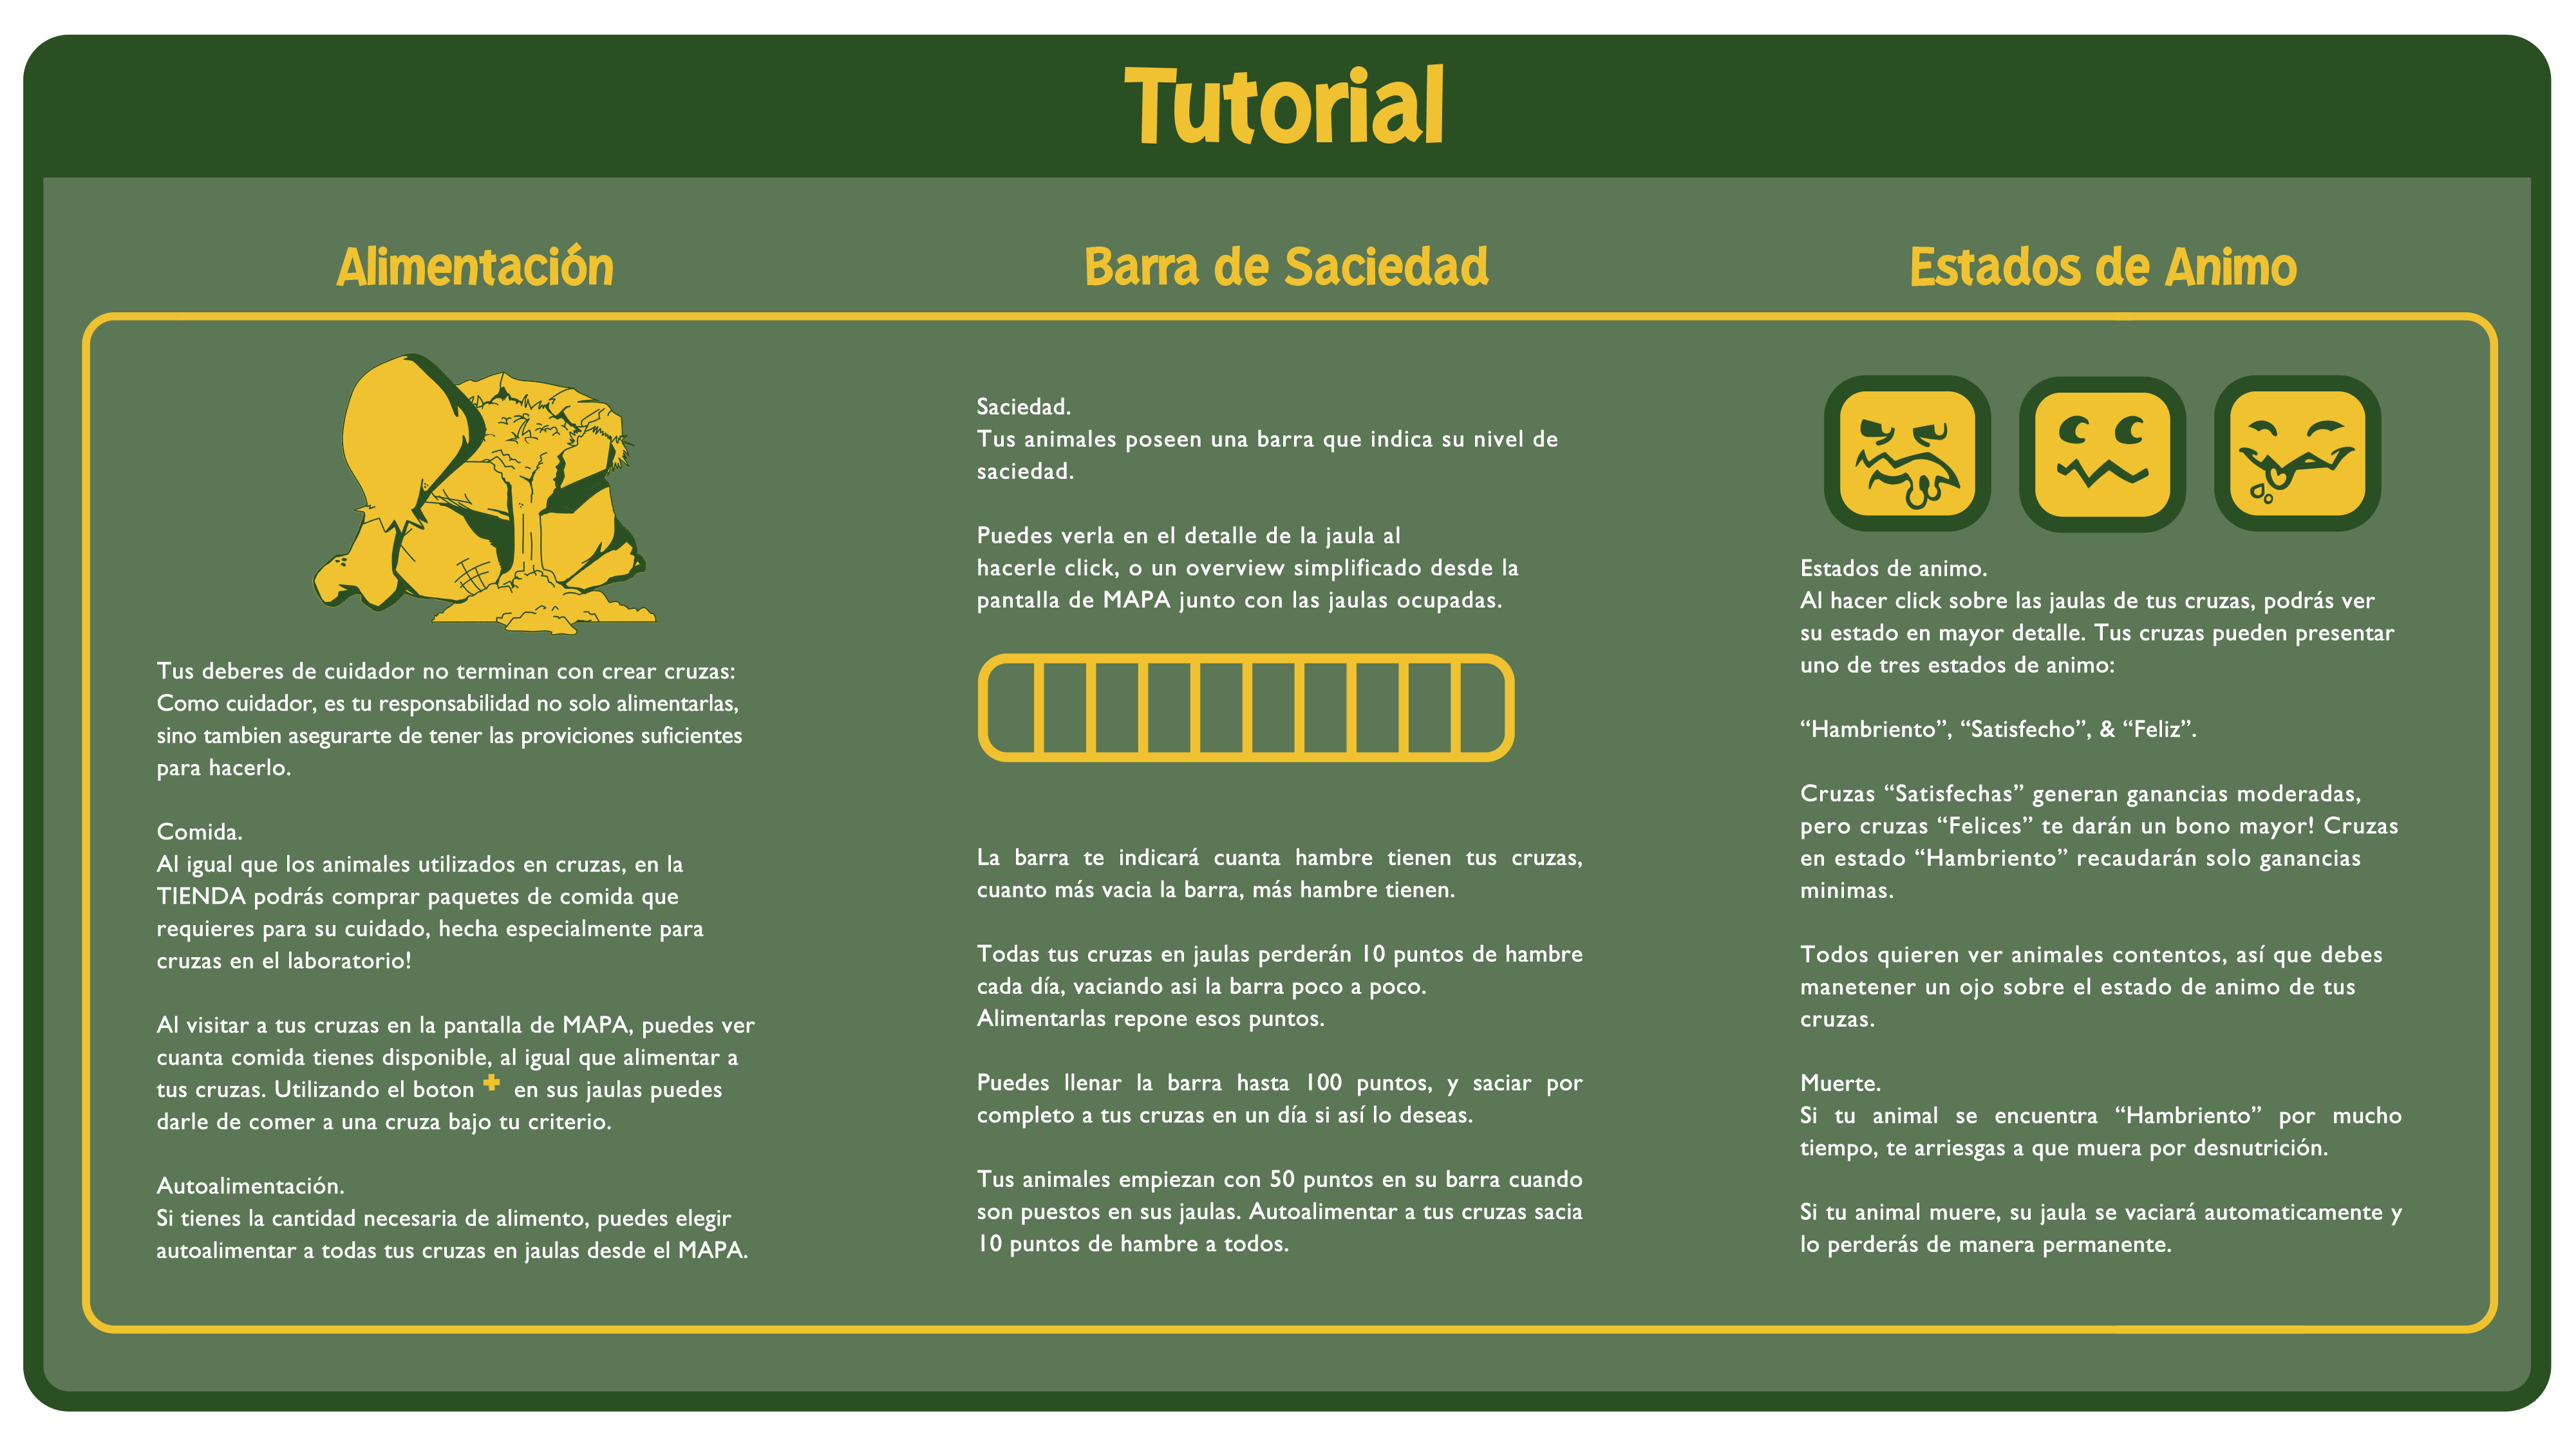 Tutorial
Alimentación
Tus deberes de cuidador no terminan con crear cruzas:
Como cuidador, es tu responsabilidad no solo alimentarlas,
sino tambien asegurarte de tener las proviciones suficientes
para hacerlo.
Comida.
Al igual que los animales utilizados en cruzas, en la
TIENDA podrás comprar paquetes de comida que
requieres para su cuidado, hecha especialmente para
cruzas en el laboratorio!
Al visitar a tus cruzas en la pantalla de MAPA, puedes ver
cuanta comida tienes disponible, al igual que alimentar a
tus cruzas. Utilizando el boton + en sus jaulas puedes
darle de comer a una cruza bajo tu criterio.
Autoalimentación.
Si tienes la cantidad necesaria de alimento, puedes elegir
autoalimentar a todas tus cruzas en jaulas desde el MAPA.
Barra de Saciedad
Saciedad.
Tus animales poseen una barra que indica su nivel de
saciedad.
Puedes verla en el detalle de la jaula al
hacerle click, o un overview simplificado desde la
pantalla de MAPA junto con las jaulas ocupadas.
La barra te indicará cuanta hambre tienen tus cruzas,
cuanto más vacia la barra, más hambre tienen.
Todas tus cruzas en jaulas perderán 10 puntos de hambre
cada día, vaciando asi la barra poco a poco.
Alimentarlas repone esos puntos.
Puedes llenar la barra hasta 100 puntos, y saciar por
completo a tus cruzas en un día si así lo deseas.
Tus animales empiezan con 50 puntos en su barra cuando
son puestos en sus jaulas. Autoalimentar a tus cruzas sacia
10 puntos de hambre a todos.
Estados de Animo
Estados de animo.
Al hacer click sobre las jaulas de tus cruzas, podrás ver
su estado en mayor detalle. Tus cruzas pueden presentar
uno de tres estados de animo:
“Hambriento”, “Satisfecho”, & “Feliz”.
Cruzas “Satisfechas” generan ganancias moderadas,
pero cruzas “Felices” te darán un bono mayor! Cruzas
en estado “Hambriento” recaudarán solo ganancias
minimas.
Todos quieren ver animales contentos, así que debes
manetener un ojo sobre el estado de animo de tus
cruzas.
Muerte.
Si tu animal se encuentra “Hambriento” por mucho
tiempo, te arriesgas a que muera por desnutrición.
Si tu animal muere, su jaula se vaciará automaticamente y
lo perderás de manera permanente.